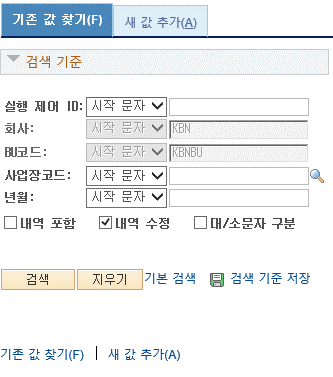 기존 값 찾기(F) 새 값 추가(A)
검색 기준
실행 제어 ID: 시작 문자
회사: 시작 문자 KBN
BU코드: 시작 문자 KBNBU
사업장코드: 시작 문자
년월: 시작 문자
내역 포함 내역 수정 대/소문자 구분
검색 지우기 기본 검색 검색 기준 저장
기존 값 찾기(F) 새 값 추가(A)